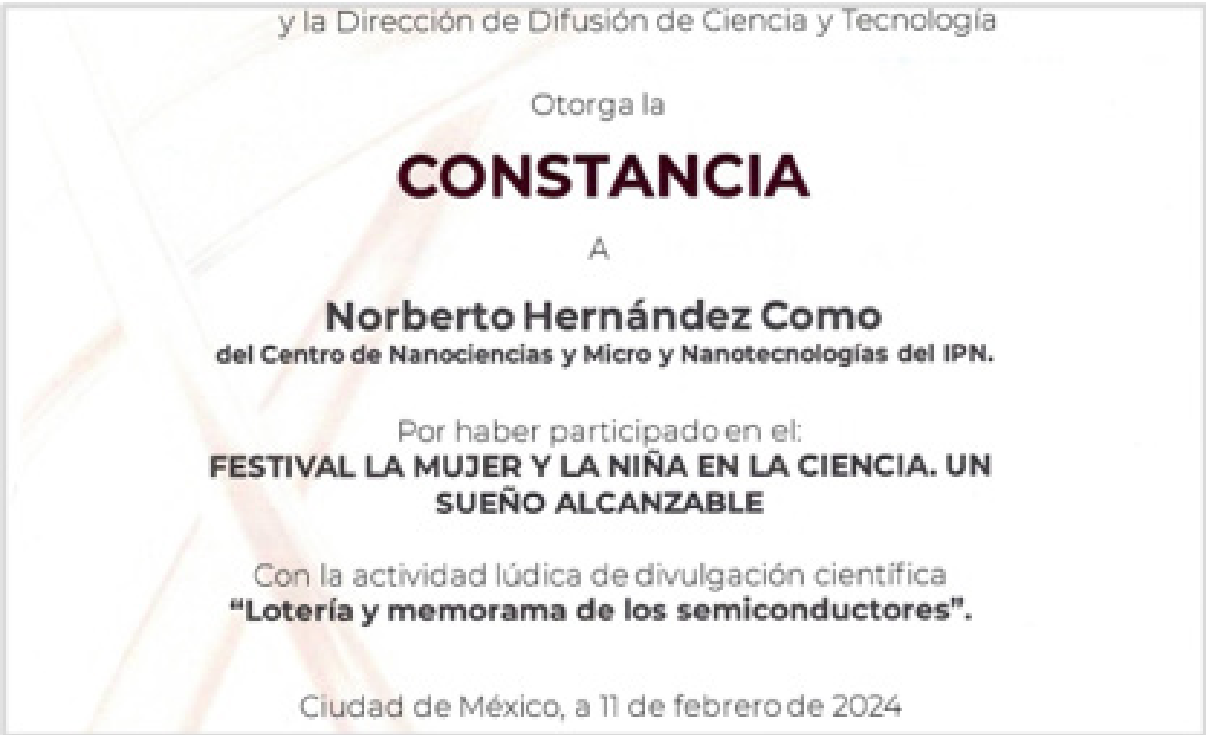 y la Dirección de Difusión de Ciencia y Tecnología
Otorga la
CONSTANCIA
A
Norberto Hernández Como
del Centro de Nanociencias y Micro y Nanotecnologías del IPN.
Por haber participado en el:
FESTIVAL LA MUJER Y LA NIÑA EN LA CIENCIA. UN
SUEÑO ALCANZABLE
Con la actividad lúdica de divulgación científica
“Lotería y memorama de los semiconductores”.
Ciudad de México, a 11 de febrero de 2024